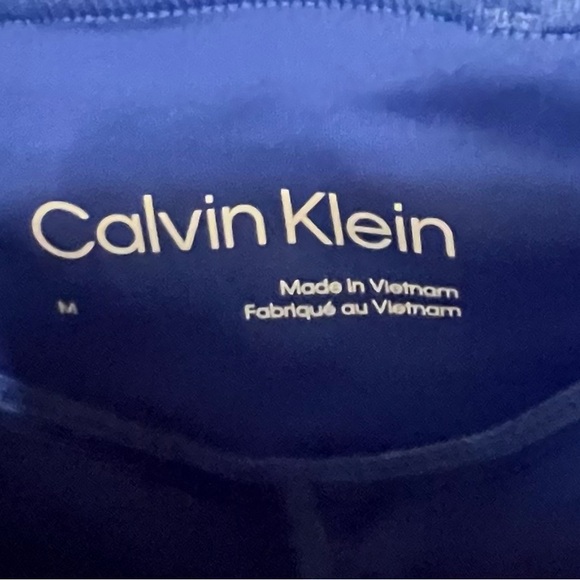 Calvin Klein
Made in Vietnam
M
Fabriqué au Vietnam